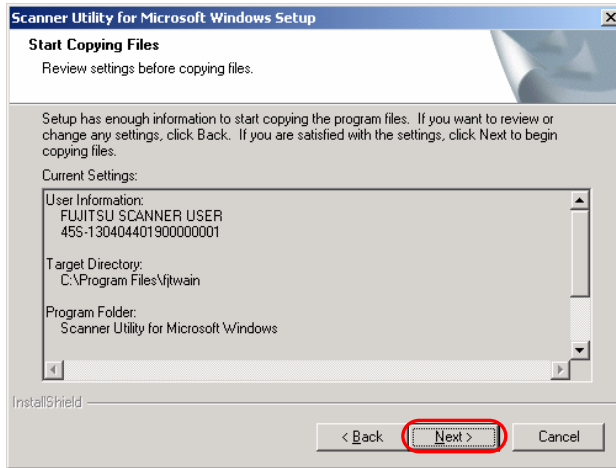 Scanner Utility for Microsoft Windows Setup
Start Copying Files
Review settings before copying files.
Setup has enough information to start copying the program files. If you want to review or
change any settings, click Back. If you are satisfied with the settings, click Next to begin
copying files.
Current Settings:
User Information:
FUJITSU SCANNER USER
45S-130404401900000001
Target Directory:
C:\Program Files\fjtwain
Program Folder:
Scanner Utility for Microsoft Windows
InstallShield
< Back
Next >
Cancel